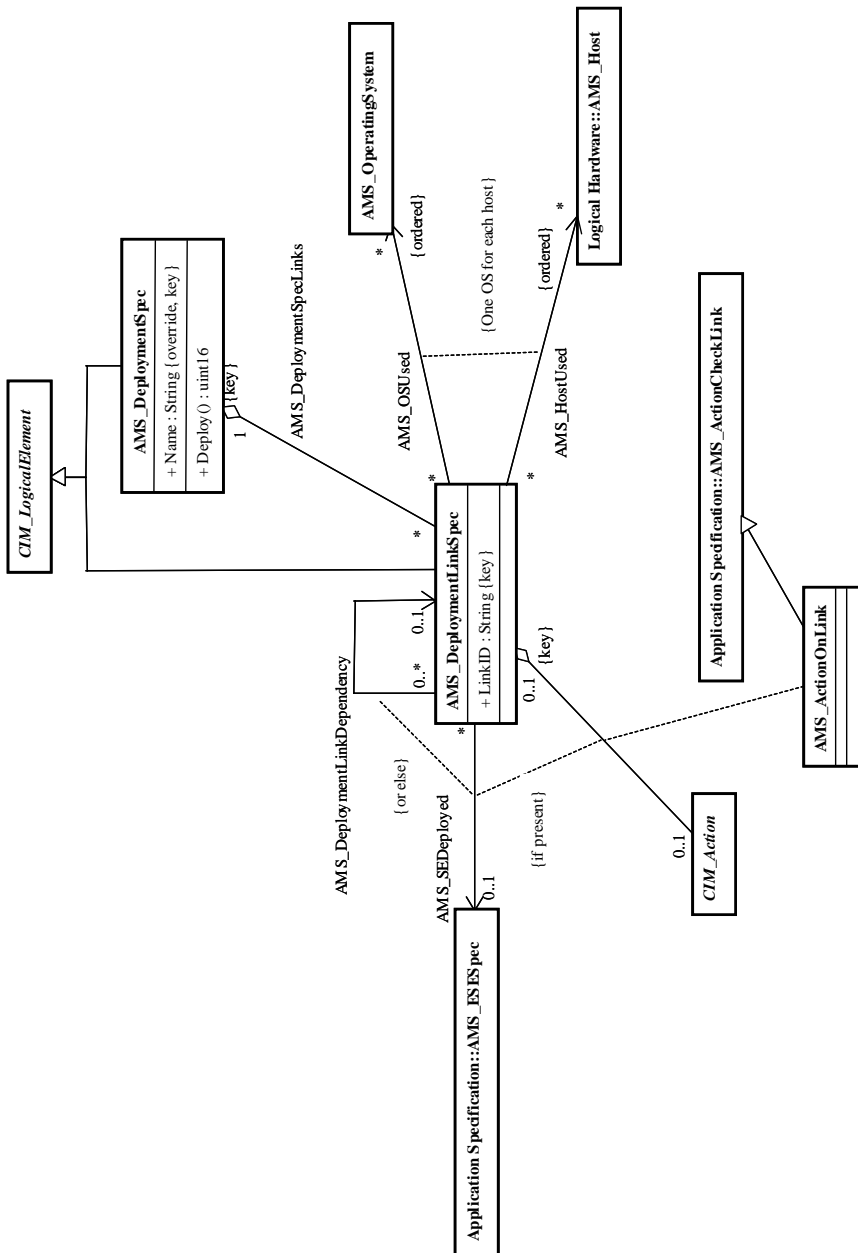 CIM_LogicalElement
AMS_DeploymentSpec
+ Name : String {override, key}
+ Deploy() : uint16
{key}
1
AMS_DeploymentSpecLinks
*
AMS_OperatingSystem
*
{ordered}
AMS_OSUsed
*
{One OS for each host}
Logical Hardware::AMS_Host
*
{ordered}
AMS_HostUsed
*
AMS_DeploymentLinkSpec
+ LinkID : String {key}
AMS_DeploymentLinkDependency
0..1
0..*
{or else}
*
AMS_SEDeployed
0..1
{if present}
Application Specification::AMS_ESESpec
{key}
0..1
0..1
CIM_Action
Application Specification::AMS_ActionCheckLink
AMS_ActionOnLink